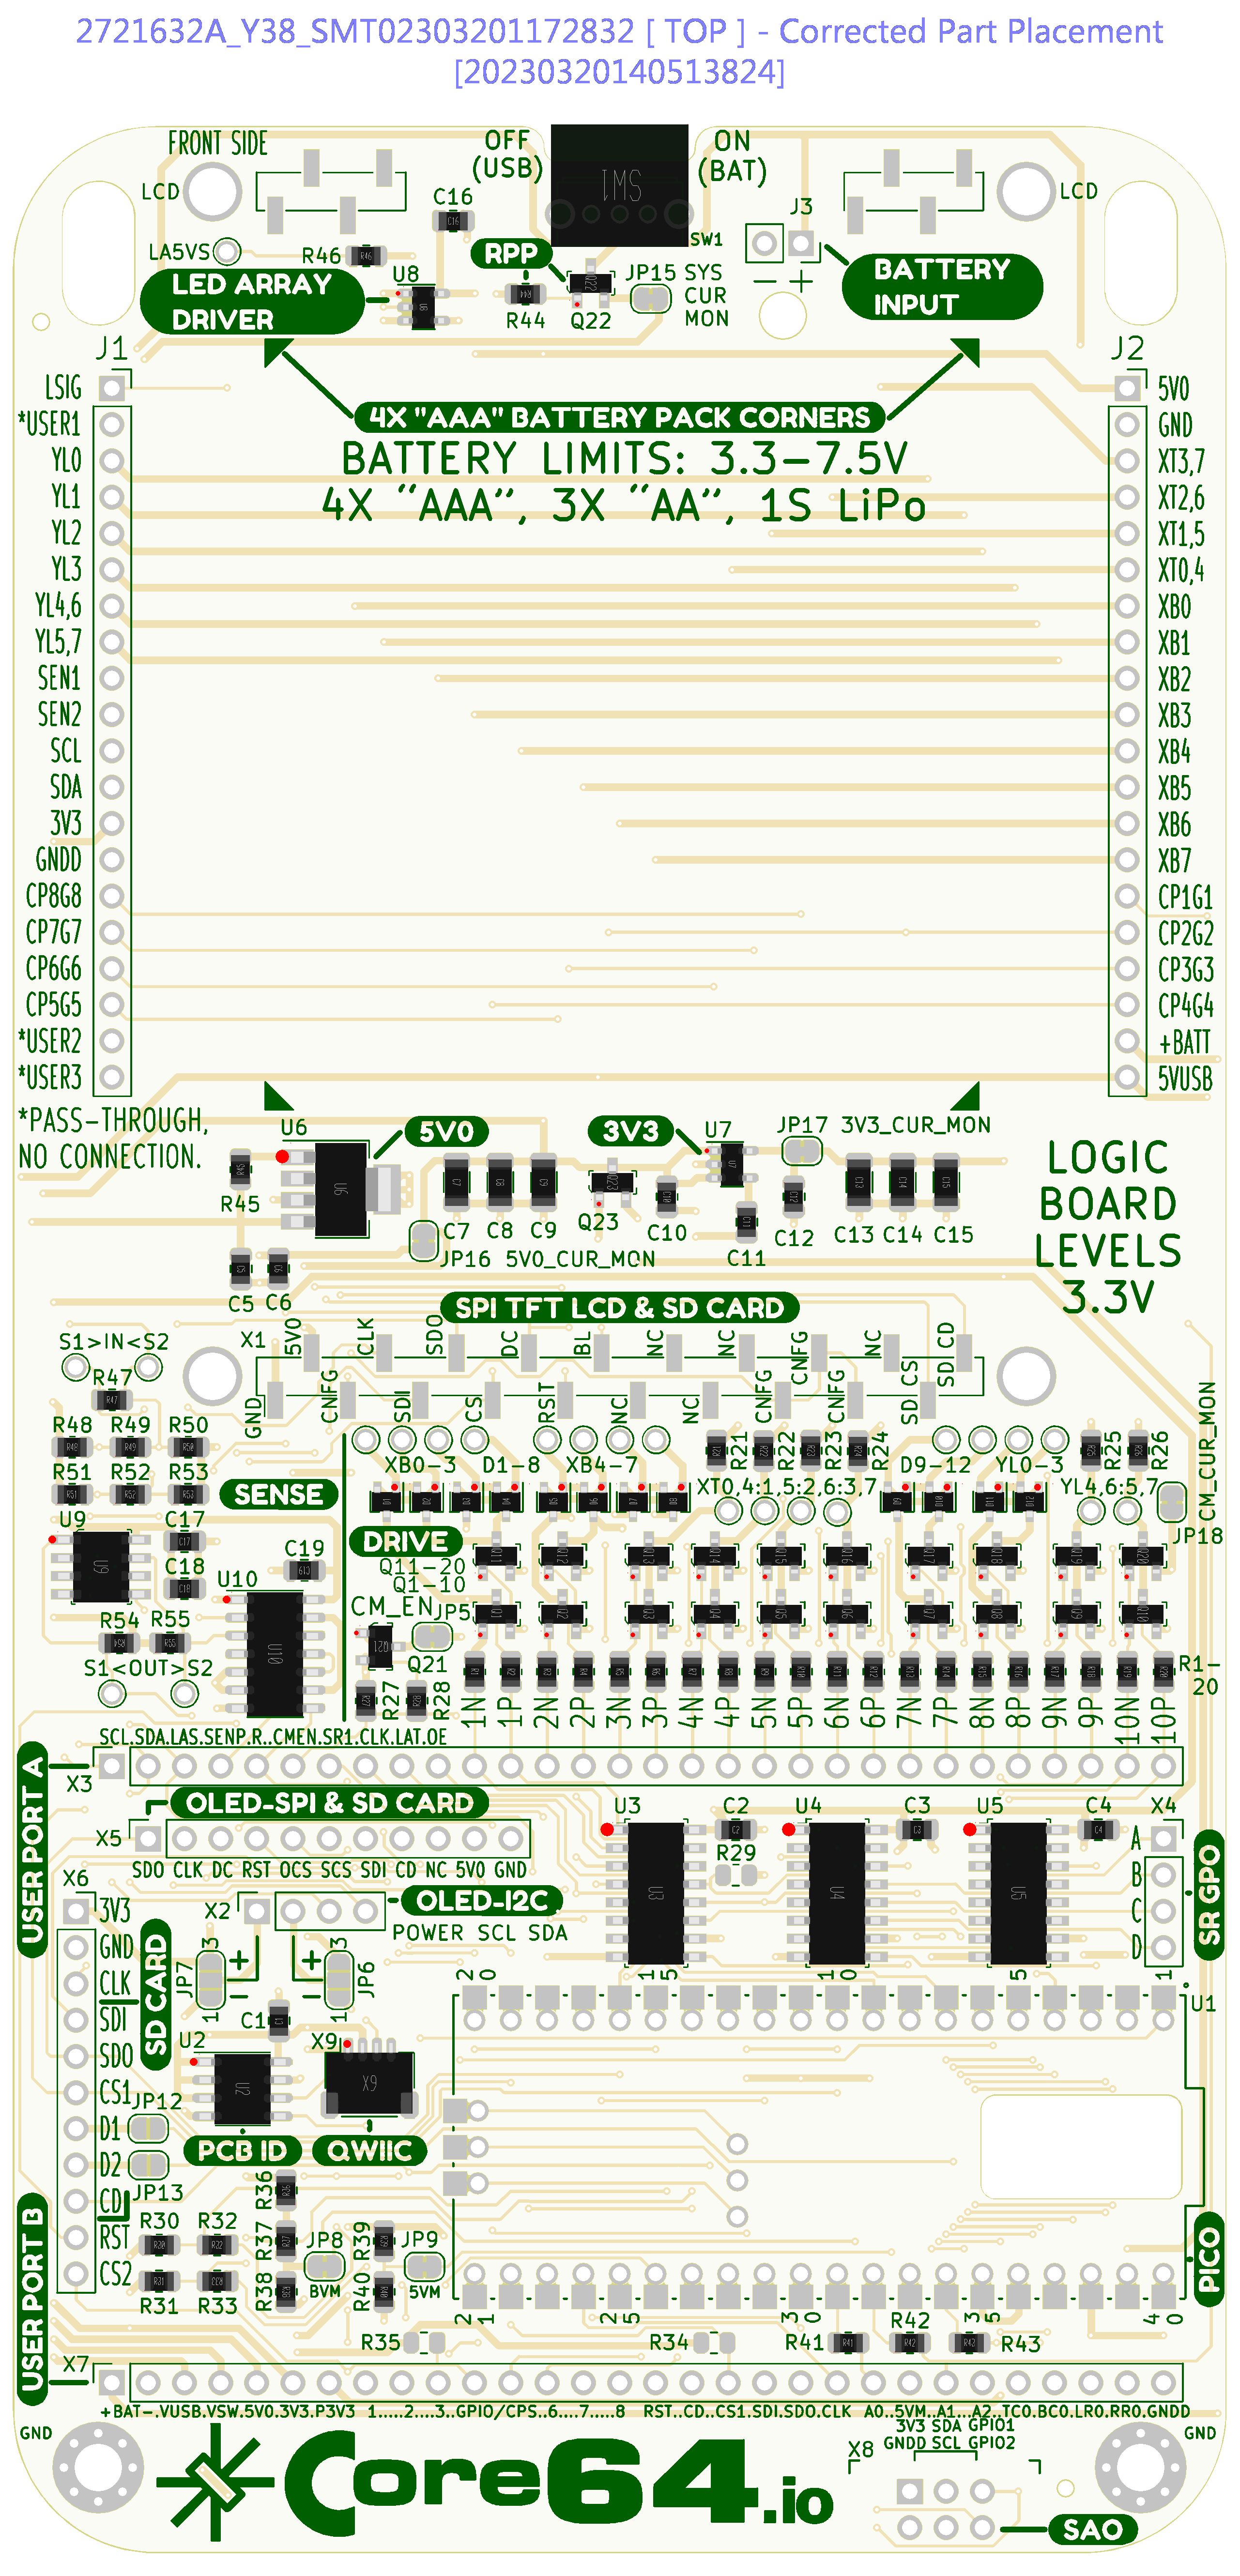 2721632A_Y38_SMT02303201172832 [ TOP ] - Corrected Part Placement
[20230320140513824]
FRONT SIDE
OFF
(USB)
SW1
ON
(BAT)
LCD
C16
J3
LCD
LA5VS
R46
U8
RPP
SW1
LED ARRAY
DRIVER
R44
Q22
JP15 SYS
CUR
MON
− +
BATTERY
INPUT
J1
J2
4X "AAA" BATTERY PACK CORNERS
BATTERY LIMITS: 3.3-7.5V
4X "AAA", 3X "AA", 1S LiPo
LSIG
*USER1
YL0
YL1
YL2
YL3
YL4,6
YL5,7
SEN1
SEN2
SCL
SDA
3V3
GNDD
CP8G8
CP7G7
CP6G6
CP5G5
*USER2
*USER3
5V0
GND
XT3,7
XT2,6
XT1,5
XT0,4
XB0
XB1
XB2
XB3
XB4
XB5
XB6
XB7
CP1G1
CP2G2
CP3G3
CP4G4
+BATT
5VUSB
*PASS-THROUGH,
NO CONNECTION.
U6
5V0
3V3
U7
JP17 3V3_CUR_MON
LOGIC
BOARD
LEVELS
3.3V
R45
C7 C8 C9
Q23
C10
C11
C12
C13 C14 C15
JP16 5V0_CUR_MON
C5 C6
SPI TFT LCD & SD CARD
S1>IN<S2
X1
5V0
CLK
SDO
DC
BL
NC
NC
CNFG
NC
SD CD
GND
CNFG
SDI
CS
RST
NC
NC
CNFG
CNFG
SD CS
R47
R48 R49 R50
R51 R52 R53
SENSE
XB0-3
D1-8
XB4-7
R21
R22
R23
R24
D9-12
YL0-3
R25
R26
CM_CUR_MON
XT0,4:1,5:2,6:3,7
YL4,6:5,7
JP18
U9
C17
C18
C19
U10
DRIVE
Q11-20
Q1-10
CM_EN
JP5
Q21
R54 R55
S1<OUT>S2
R27
R28
R1-
20
1N
1P
2N
2P
3N
3P
4N
4P
5N
5P
6N
6P
7N
7P
8N
8P
9N
9P
10N
10P
SCL.SDA.LAS.SENP.R..CMEN.SR1.CLK.LAT.OE
USER PORT A
X3
OLED-SPI & SD CARD
X5
SDO CLK DC RST OCS SCS SDI CD NC 5V0 GND
U3
C2
R29
U4
C3
U5
C4
X4
A
B
C
D
SR GPO
X6
3V3
GND
CLK
SDI
SDO
CS1
D1
D2
CD
RST
CS2
SD CARD
X2
OLED-I2C
POWER SCL SDA
JP7
3
1
+
−
+
−
JP6
3
1
C1
U2
X9
PCB ID
QWIIC
JP12
JP13
20
15
10
5
1
U1
R36
R37
R38
R39
R40
R30 R32
R31 R33
JP8
BVM
JP9
5VM
21
25
30
35
40
PICO
USER PORT B
R35
R34
R41
R42
R43
X7
+BAT-.VUSB.VSW.5V0.3V3.P3V3 1.....2....3..GPIO/CPS..6....7.....8 RST..CD..CS1.SDI.SDO.CLK A0..5VM..A1...A2..TC0.BC0.LR0.RR0.GNDD
GND
Core64.io
3V3 SDA GPIO1
GNDD SCL GPIO2
X8
GND
SAO